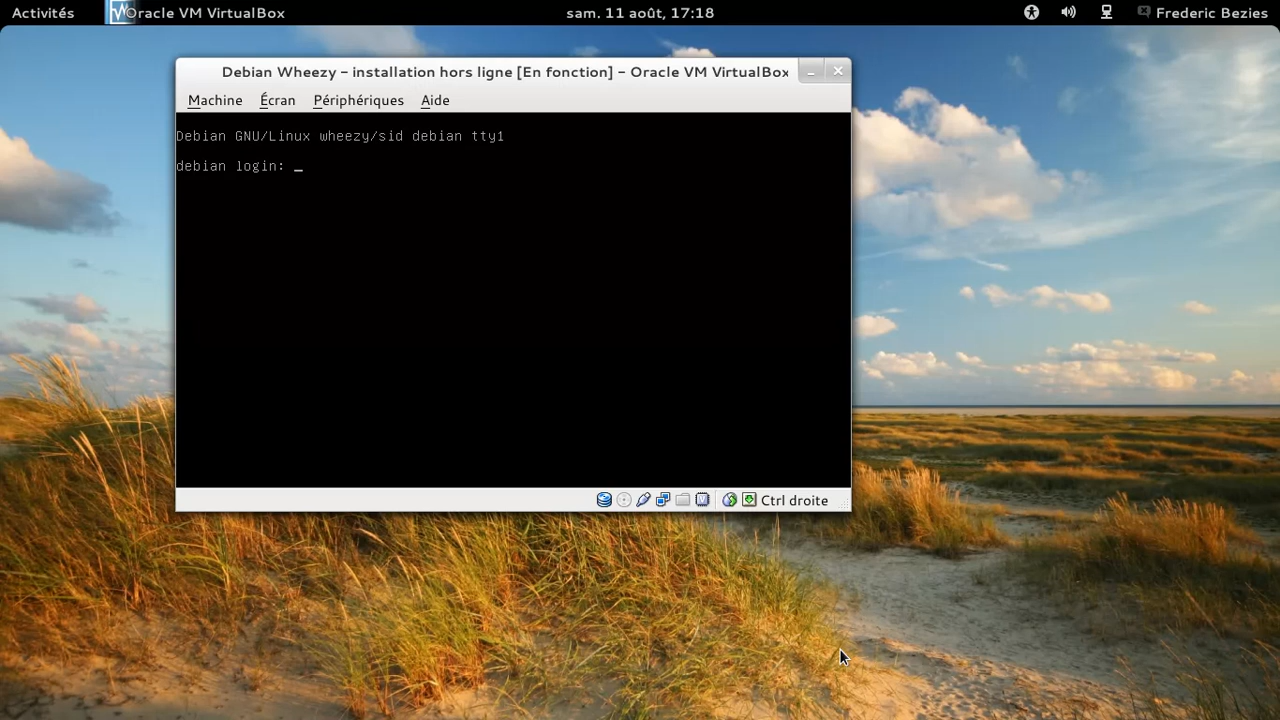 Activités Oracle VM VirtualBox sam. 11 août, 17:18 Frederic Bezies
Debian Wheezy – installation hors ligne [En fonction] – Oracle VM VirtualBox
Machine Écran Périphériques Aide
Debian GNU/Linux wheezy/sid debian tty1
debian login: _
Ctrl droite